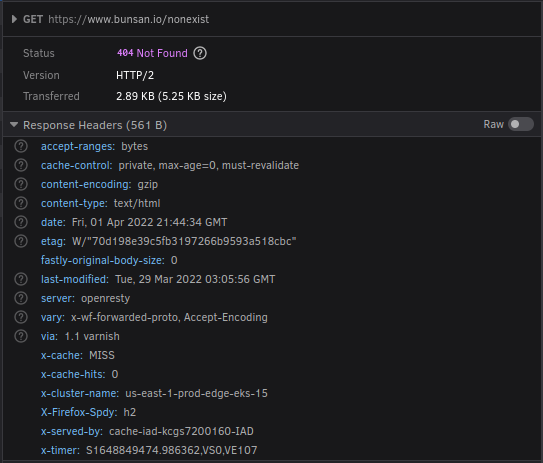 GET https://www.bunsan.io/nonexist
Status 404 Not Found ?
Version HTTP/2
Transferred 2.89 KB (5.25 KB size)
Response Headers (561 B) Raw
? accept-ranges: bytes
? cache-control: private, max-age=0, must-revalidate
? content-encoding: gzip
? content-type: text/html
? date: Fri, 01 Apr 2022 21:44:34 GMT
? etag: W/"70d198e39c5fb3197266b9593a518cbc"
fastly-original-body-size: 0
? last-modified: Tue, 29 Mar 2022 03:05:56 GMT
? server: openresty
? vary: x-wf-forwarded-proto, Accept-Encoding
? via: 1.1 varnish
x-cache: MISS
x-cache-hits: 0
x-cluster-name: us-east-1-prod-edge-eks-15
X-Firefox-Spdy: h2
x-served-by: cache-iad-kcgs7200160-IAD
x-timer: S1648849474.986362,VS0,VE107